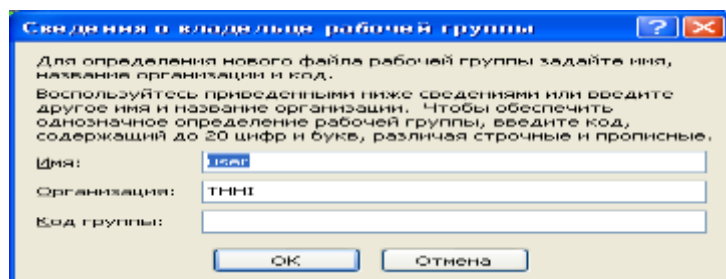 Сведения о владельце рабочей группы
Для определения нового файла рабочей группы задайте имя,
название организации и код.
Воспользуйтесь приведенными ниже сведениями или введите
другое имя и название организации. Чтобы обеспечить
однозначное определение рабочей группы, введите код,
содержащий до 20 цифр и букв, различая строчные и прописные.
Имя: user
Организация: THHI
Код группы:
OK Отмена